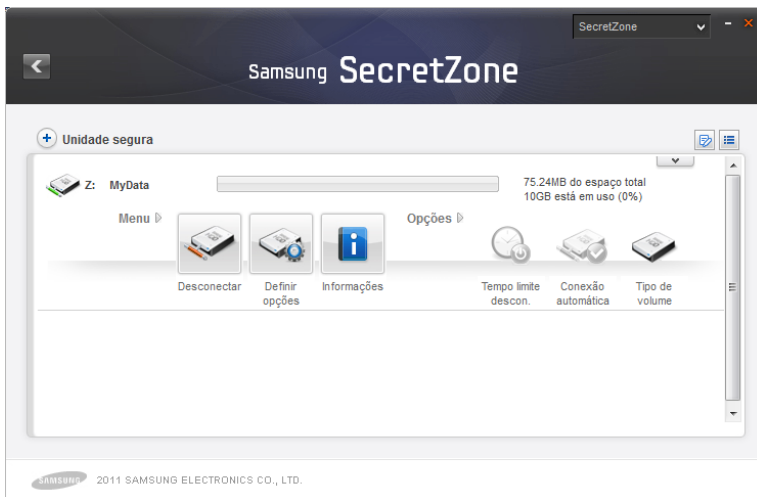 SecretZone
Samsung SecretZone
Unidade segura
Z: MyData
75.24MB do espaço total
10GB está em uso (0%)
Menu
Opções
Desconectar
Definir
opções
Informações
Tempo limite
descon.
Conexão
automática
Tipo de
volume
SAMSUNG 2011 SAMSUNG ELECTRONICS CO., LTD.